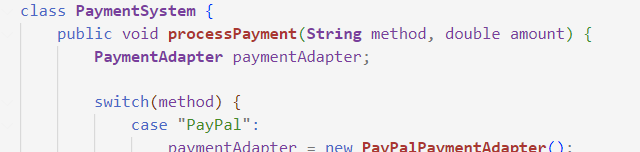 class PaymentSystem {
public void processPayment(String method, double amount) {
PaymentAdapter paymentAdapter;
switch(method) {
case "PayPal":
paymentAdapter = new PayPalPaymentAdapter();